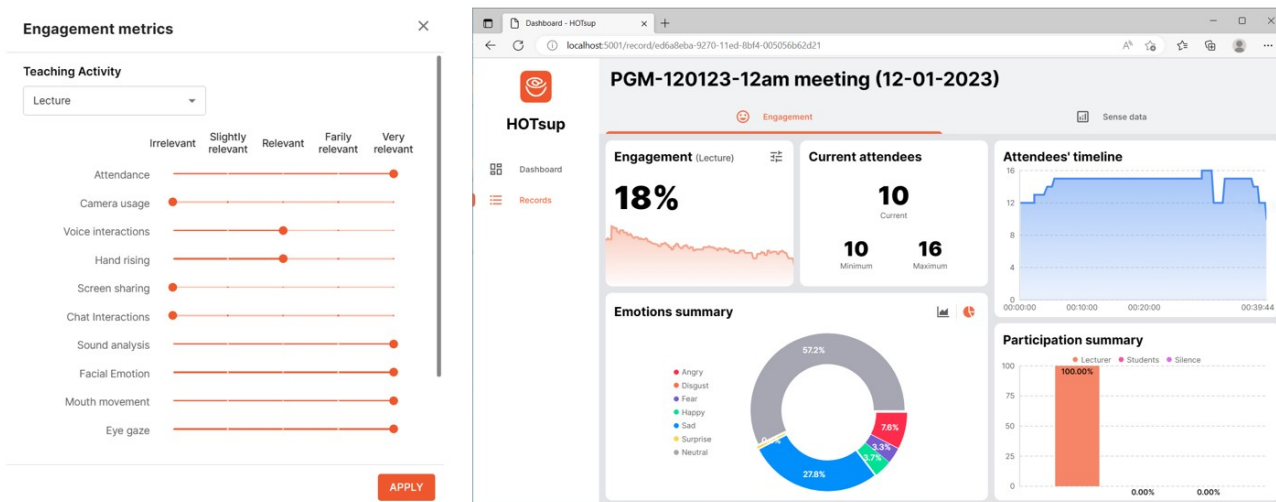 Engagement metrics
Teaching Activity
Lecture
Irrelevant Slightly relevant Relevant Farily relevant Very relevant
Attendance
Camera usage
Voice interactions
Hand rising
Screen sharing
Chat Interactions
Sound analysis
Facial Emotion
Mouth movement
Eye gaze
APPLY
Dashboard - HOTsup
localhost:5001/record/ed6a8eba-9270-11ed-8bf4-005056b62d21
HOTsup
Dashboard
Records
PGM-120123-12am meeting (12-01-2023)
Engagement Sense data
Engagement (Lecture)
18%
Current attendees
10
Current
10 16
Minimum Maximum
Attendees' timeline
16
12
8
4
0
00:00:00 00:10:00 00:20:00 00:39:44
Emotions summary
Angry
Disgust
Fear
Happy
Sad
Surprise
Neutral
57.2%
7.6%
3.3%
3.7%
27.8%
Participation summary
Lecturer Students Silence
100
75
50
25
0
100.00%
0.00% 0.00%